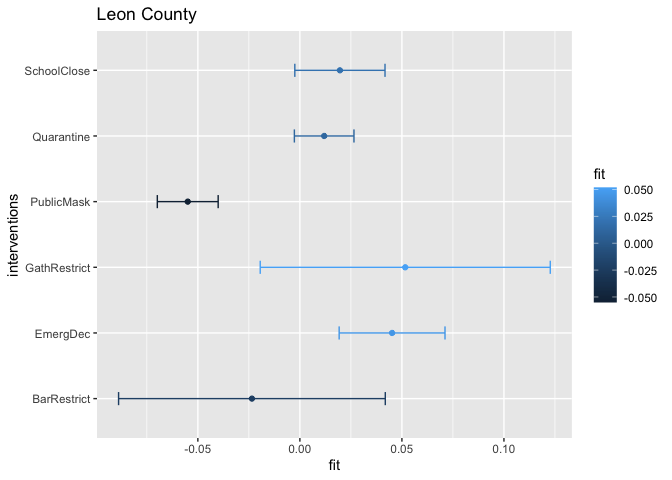 Leon County
interventions
SchoolClose
Quarantine
PublicMask
GathRestrict
EmergDec
BarRestrict
-0.05 0.00 0.05 0.10
fit
fit
0.050
0.025
0.000
-0.025
-0.050